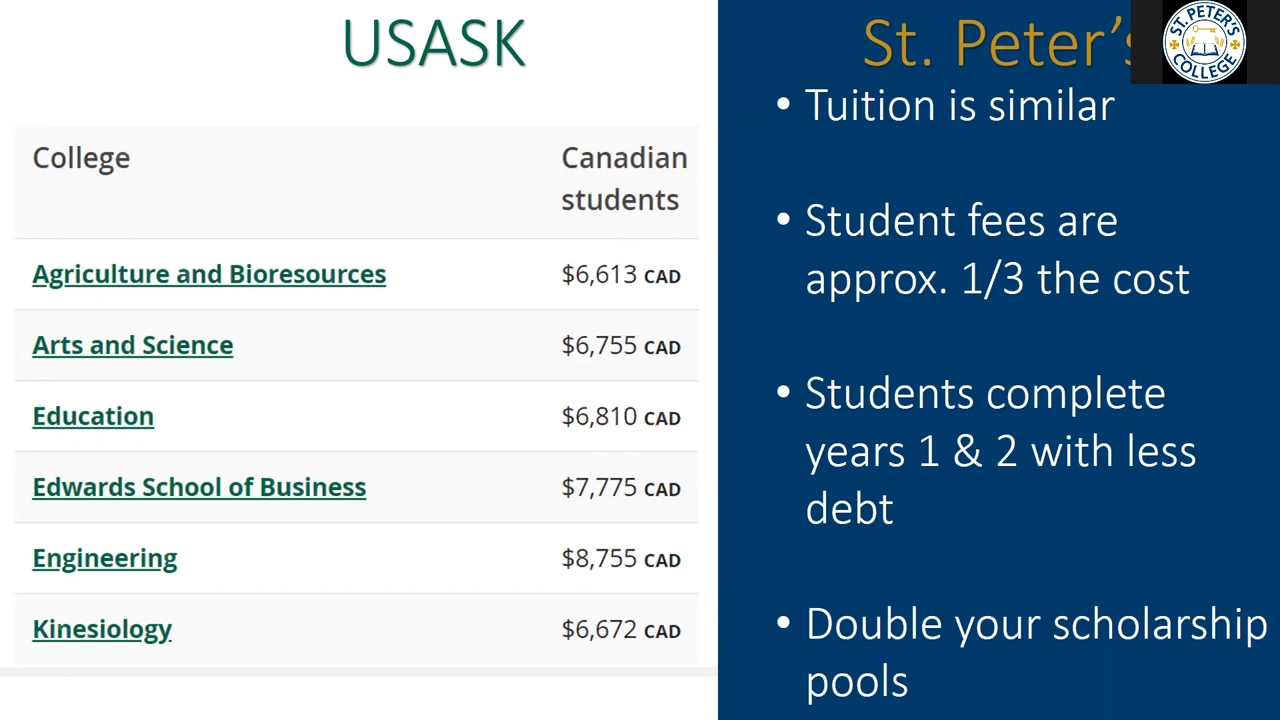 USASK
College Canadian students
Agriculture and Bioresources $6,613 CAD
Arts and Science $6,755 CAD
Education $6,810 CAD
Edwards School of Business $7,775 CAD
Engineering $8,755 CAD
Kinesiology $6,672 CAD
St. Peter's
ST. PETER'S
COLLEGE
• Tuition is similar
• Student fees are
approx. 1/3 the cost
• Students complete
years 1 & 2 with less
debt
• Double your scholarship
pools